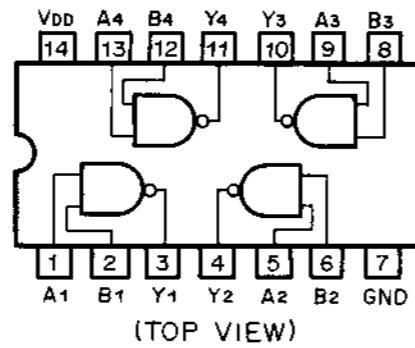 VDD A4 B4 Y4 Y3 A3 B3
14 13 12 11 10 9 8
1 2 3 4 5 6 7
A1 B1 Y1 Y2 A2 B2 GND
(TOP VIEW)